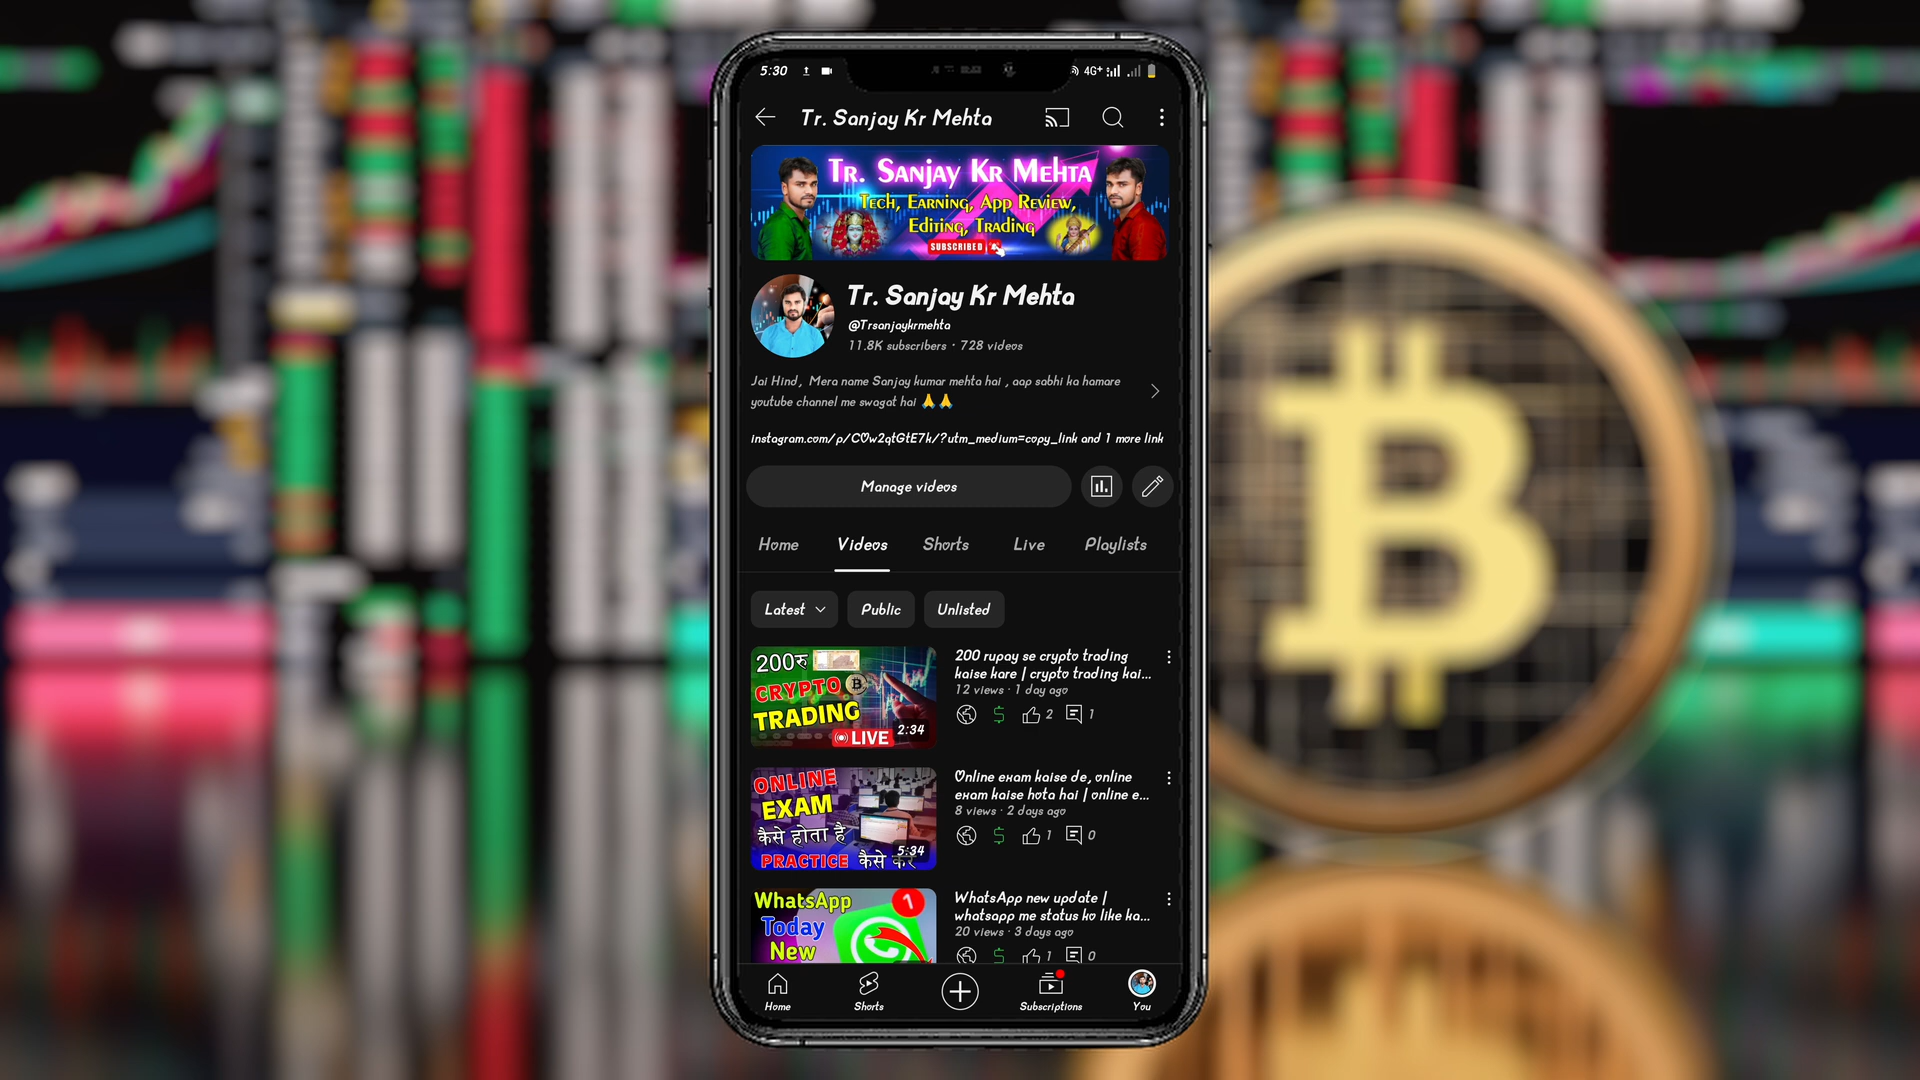 5:30
4G+
Tr. Sanjay Kr Mehta
Tr. Sanjay Kr Mehta
Tech, Earning, App Review,
Editing, Trading
SUBSCRIBED
Tr. Sanjay Kr Mehta
@Trsanjaykrmehta
11.8K subscribers · 728 videos
Jai Hind, Mera name Sanjay kumar mehta hai , aap sabhi ka hamare
youtube channel me swagat hai 🙏🙏
instagram.com/p/C0w2qtGtE7k/?utm_medium=copy_link and 1 more link
Manage videos
Home Videos Shorts Live Playlists
Latest Public Unlisted
200रु
CRYPTO
TRADING
LIVE
2:34
200 rupay se crypto trading
kaise kare | crypto trading kai...
12 views · 1 day ago
2 1
ONLINE
EXAM
कैसे होता है
PRACTICE कैसे करें
5:34
Online exam kaise de, online
exam kaise hota hai | online e...
8 views · 2 days ago
1 0
WhatsApp
Today
New
1
WhatsApp new update |
whatsapp me status ko like ka...
20 views · 3 days ago
1 0
Home Shorts Subscriptions You